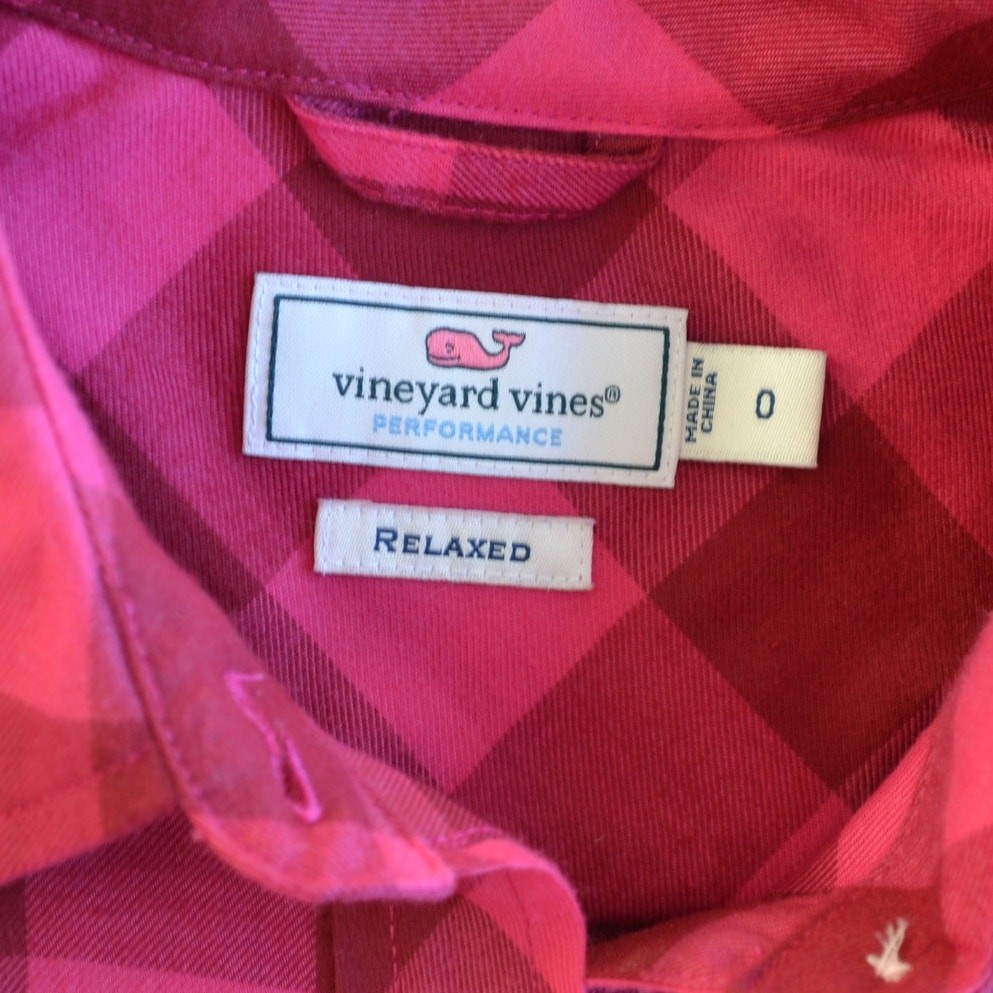 vineyard vines®
PERFORMANCE
MADE IN
CHINA
0
RELAXED